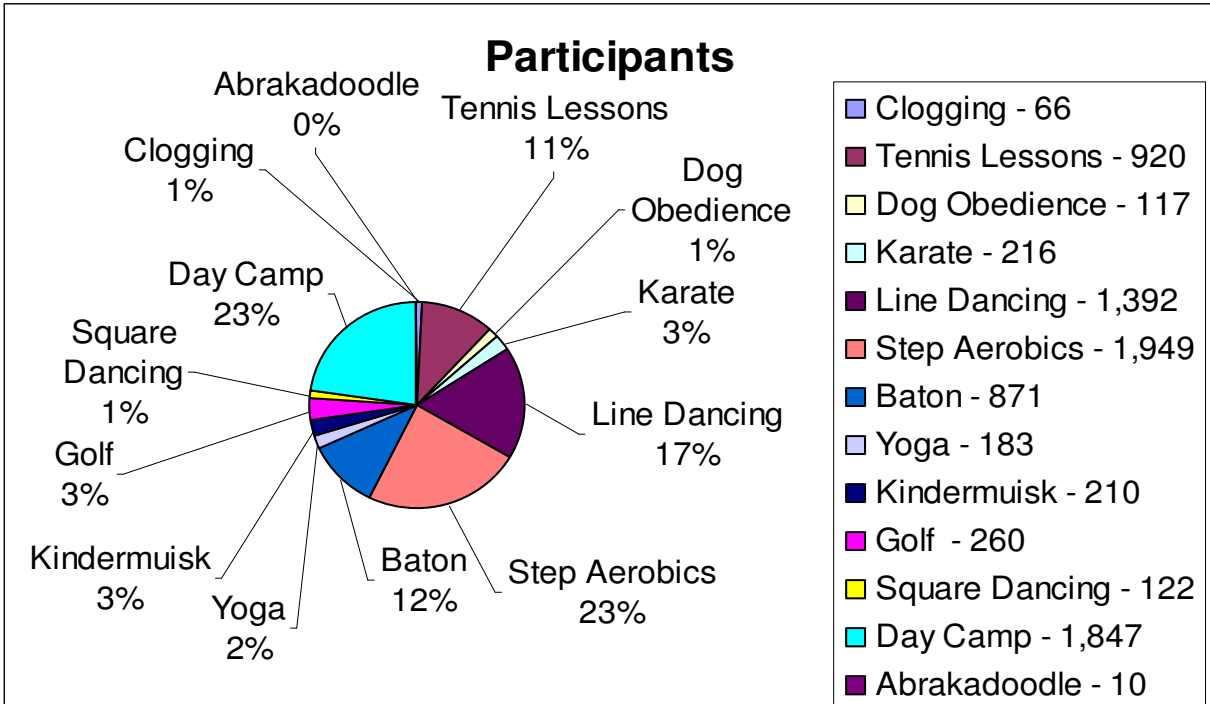 Participants
Abrakadoodle
0%
Tennis Lessons
11%
Clogging
1%
Dog
Obedience
1%
Day Camp
23%
Karate
3%
Square
Dancing
1%
Line Dancing
17%
Golf
3%
Kindermuisk
3%
Yoga
2%
Baton
12%
Step Aerobics
23%
Clogging - 66
Tennis Lessons - 920
Dog Obedience - 117
Karate - 216
Line Dancing - 1,392
Step Aerobics - 1,949
Baton - 871
Yoga - 183
Kindermuisk - 210
Golf - 260
Square Dancing - 122
Day Camp - 1,847
Abrakadoodle - 10